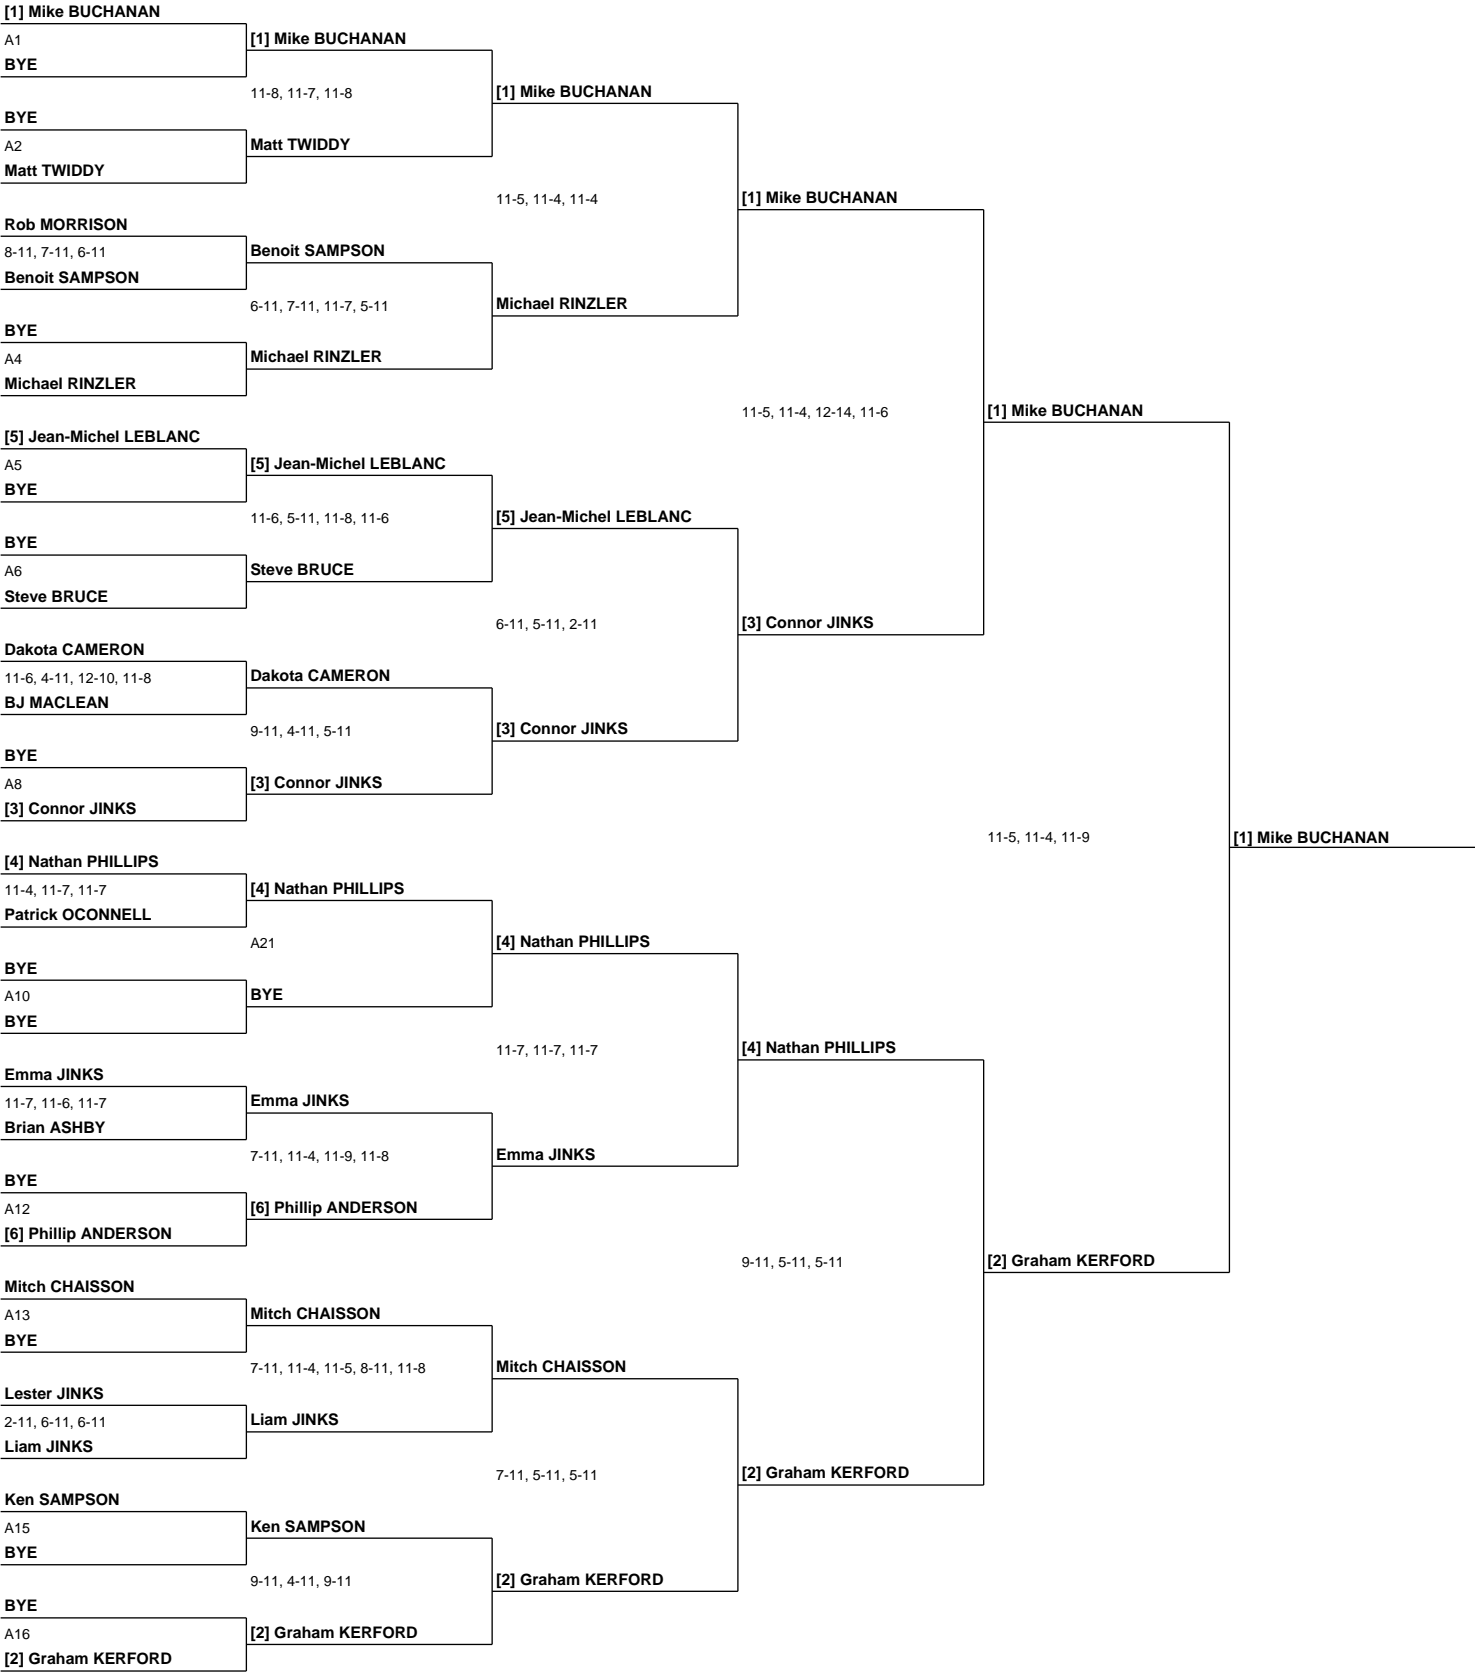 [1] Mike BUCHANAN
A1
BYE
BYE
A2
Matt TWIDDY
Rob MORRISON
8-11, 7-11, 6-11
Benoit SAMPSON
BYE
A4
Michael RINZLER
[5] Jean-Michel LEBLANC
A5
BYE
BYE
A6
Steve BRUCE
Dakota CAMERON
11-6, 4-11, 12-10, 11-8
BJ MACLEAN
BYE
A8
[3] Connor JINKS
[4] Nathan PHILLIPS
11-4, 11-7, 11-7
Patrick OCONNELL
BYE
A10
BYE
Emma JINKS
11-7, 11-6, 11-7
Brian ASHBY
BYE
A12
[6] Phillip ANDERSON
Mitch CHAISSON
A13
BYE
Lester JINKS
2-11, 6-11, 6-11
Liam JINKS
Ken SAMPSON
A15
BYE
BYE
A16
[2] Graham KERFORD
[1] Mike BUCHANAN
11-8, 11-7, 11-8
Matt TWIDDY
Benoit SAMPSON
6-11, 7-11, 11-7, 5-11
Michael RINZLER
[5] Jean-Michel LEBLANC
11-6, 5-11, 11-8, 11-6
Steve BRUCE
Dakota CAMERON
9-11, 4-11, 5-11
[3] Connor JINKS
[4] Nathan PHILLIPS
A21
BYE
Emma JINKS
7-11, 11-4, 11-9, 11-8
[6] Phillip ANDERSON
Mitch CHAISSON
7-11, 11-4, 11-5, 8-11, 11-8
Liam JINKS
Ken SAMPSON
9-11, 4-11, 9-11
[2] Graham KERFORD
[1] Mike BUCHANAN
11-5, 11-4, 11-4
Michael RINZLER
[5] Jean-Michel LEBLANC
6-11, 5-11, 2-11
[3] Connor JINKS
[4] Nathan PHILLIPS
11-7, 11-7, 11-7
Emma JINKS
Mitch CHAISSON
7-11, 5-11, 5-11
[2] Graham KERFORD
[1] Mike BUCHANAN
11-5, 11-4, 12-14, 11-6
[3] Connor JINKS
[4] Nathan PHILLIPS
9-11, 5-11, 5-11
[2] Graham KERFORD
[1] Mike BUCHANAN
11-5, 11-4, 11-9
[2] Graham KERFORD
[1] Mike BUCHANAN